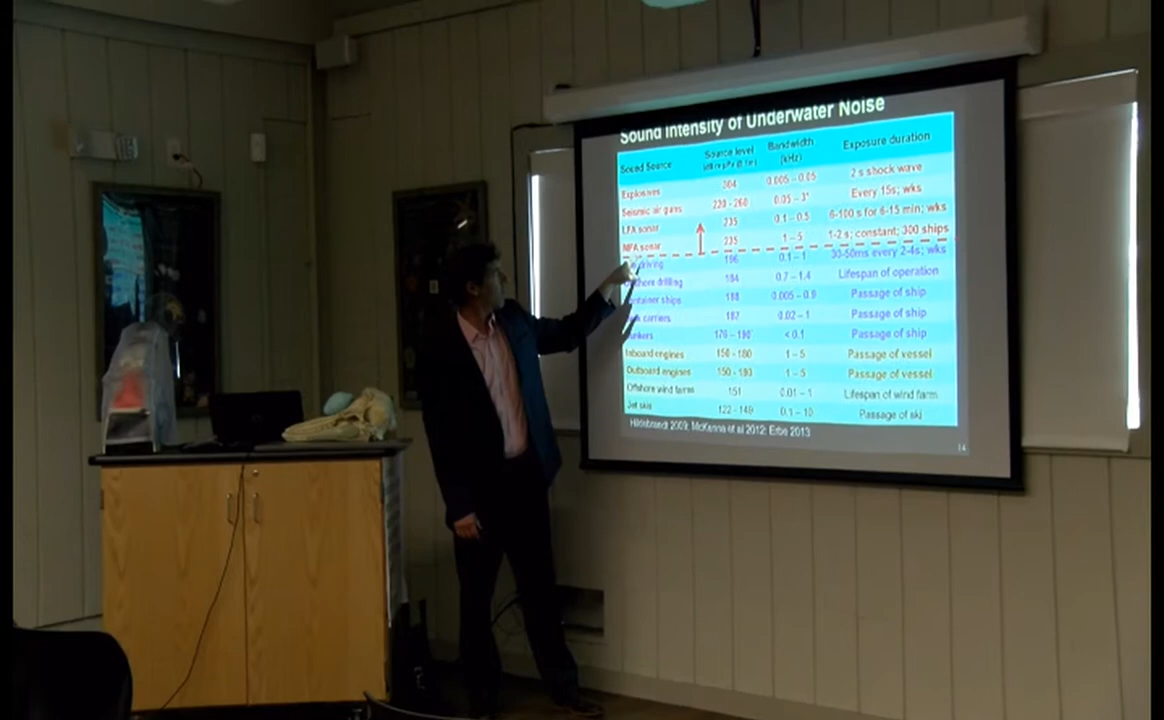 Sound Intensity of Underwater Noise
Sound Source Source level Bandwidth (kHz) Exposure duration
Explosives 304 0.005 – 0.05 2 s shock wave
Seismic air guns 220 - 260 0.05 – 3* Every 15s; wks
LFA sonar 235 0.1 – 0.5 6-100 s for 6-15 min; wks
MFA sonar 235 1 – 5 1-2 s; constant; 300 ships
driving 196 0.1 – 1 30-50ms every 2-4s; wks
drilling 184 0.7 – 1.4 Lifespan of operation
ships 188 0.005 – 0.9 Passage of ship
carriers 187 0.02 – 1 Passage of ship
176 – 190 < 0.1 Passage of ship
Inboard engines 150 - 180 1 – 5 Passage of vessel
Outboard engines 150 - 180 1 – 5 Passage of vessel
Offshore wind farms 151 0.01 – 1 Lifespan of wind farm
Jet skis 122 - 149 0.1 – 10 Passage of ski
Hildebrandt 2009; McKenna et al 2012; Erbe 2013
14